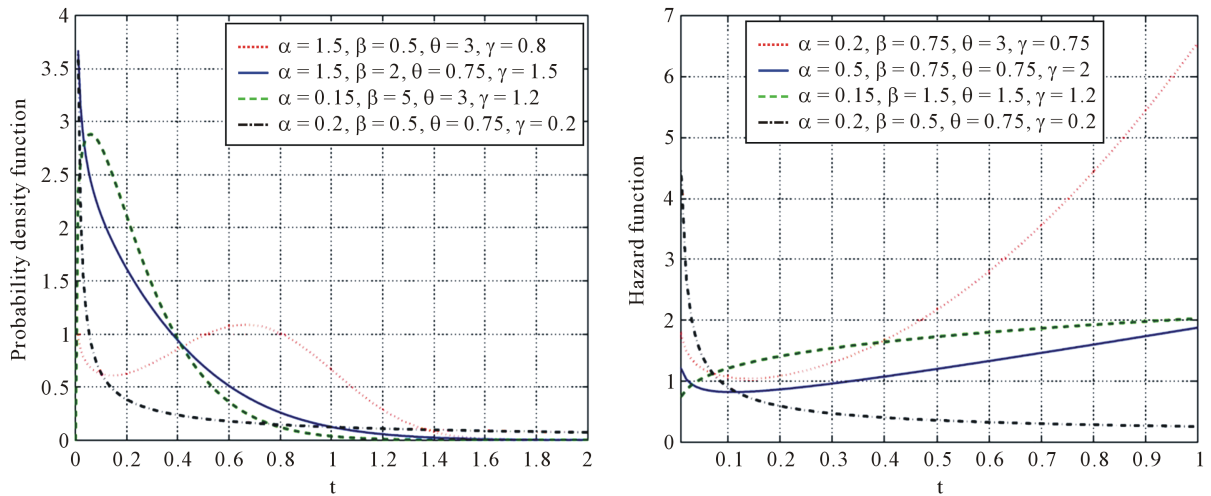 Probability density function
4
3.5
3
2.5
2
1.5
1
0.5
0
α = 1.5, β = 0.5, θ = 3, γ = 0.8
α = 1.5, β = 2, θ = 0.75, γ = 1.5
α = 0.15, β = 5, θ = 3, γ = 1.2
α = 0.2, β = 0.5, θ = 0.75, γ = 0.2
0 0.2 0.4 0.6 0.8 1 1.2 1.4 1.6 1.8 2
t
Hazard function
7
6
5
4
3
2
1
0
α = 0.2, β = 0.75, θ = 3, γ = 0.75
α = 0.5, β = 0.75, θ = 0.75, γ = 2
α = 0.15, β = 1.5, θ = 1.5, γ = 1.2
α = 0.2, β = 0.5, θ = 0.75, γ = 0.2
0.1 0.2 0.3 0.4 0.5 0.6 0.7 0.8 0.9 1
t